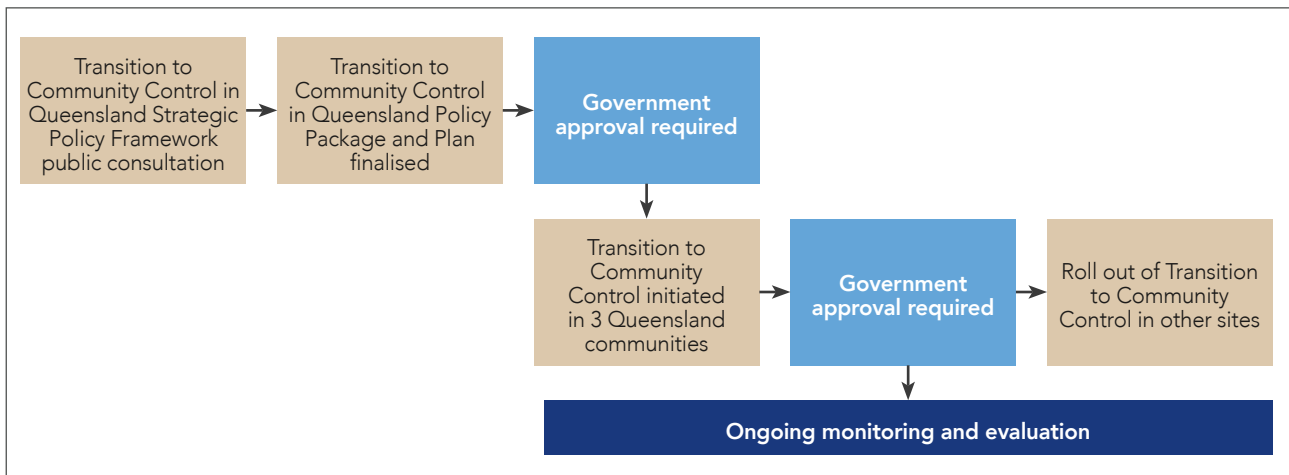 Transition to
Community Control in
Queensland Strategic
Policy Framework
public consultation
Transition to
Community Control
in Queensland Policy
Package and Plan
finalised
Government
approval required
Transition to
Community
Control initiated
in 3 Queensland
communities
Government
approval required
Roll out of Transition
to Community
Control in other sites
Ongoing monitoring and evaluation